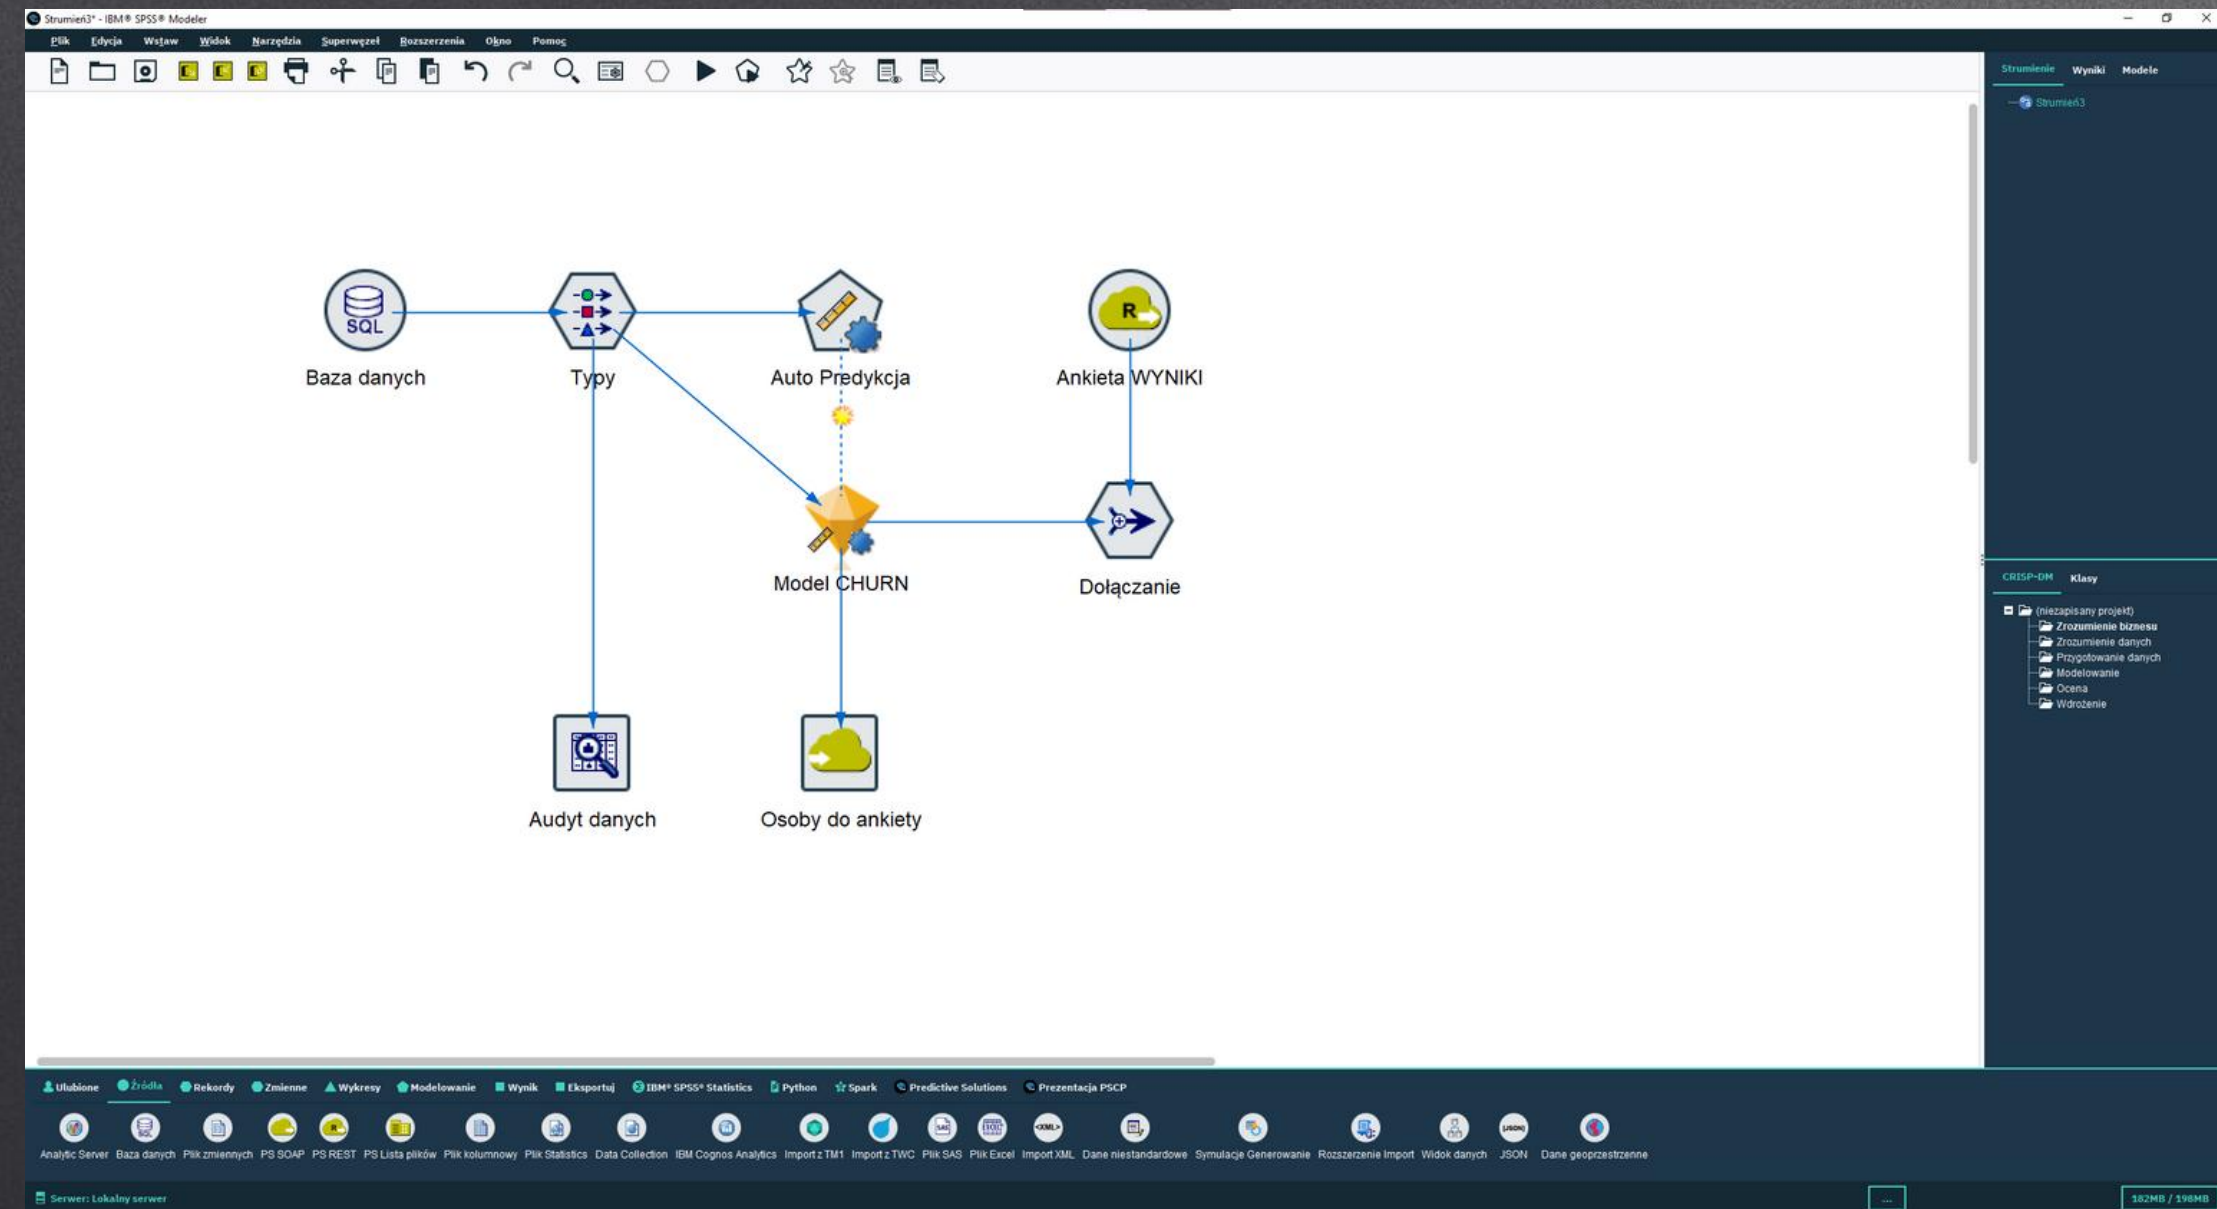 Strumień3* - IBM® SPSS® Modeler
Plik Edycja Wstaw Widok Narzędzia Superwęzeł Rozszerzenia Okno Pomoc
Strumienie Wyniki Modele
Strumień3
SQL
R
Baza danych
Typy
Auto Predykcja
Ankieta WYNIKI
Model CHURN
Dołączanie
Audyt danych
Osoby do ankiety
CRISP-DM Klasy
(niezapisany projekt)
Zrozumienie biznesu
Zrozumienie danych
Przygotowanie danych
Modelowanie
Ocena
Wdrożenie
Ulubione Źródła Rekordy Zmienne Wykresy Modelowanie Wynik Eksportuj IBM® SPSS® Statistics Python Spark Predictive Solutions Prezentacja PSCP
Analytic Server Baza danych Plik zmiennych PS SOAP PS REST PS Lista plików Plik kolumnowy Plik Statistics Data Collection IBM Cognos Analytics Import z TM1 Import z TWC Plik SAS Plik Excel Import XML Dane niestandardowe Symulacje Generowanie Rozszerzenie Import Widok danych JSON Dane geoprzestrzenne
Serwer: Lokalny serwer
...
182MB / 198MB